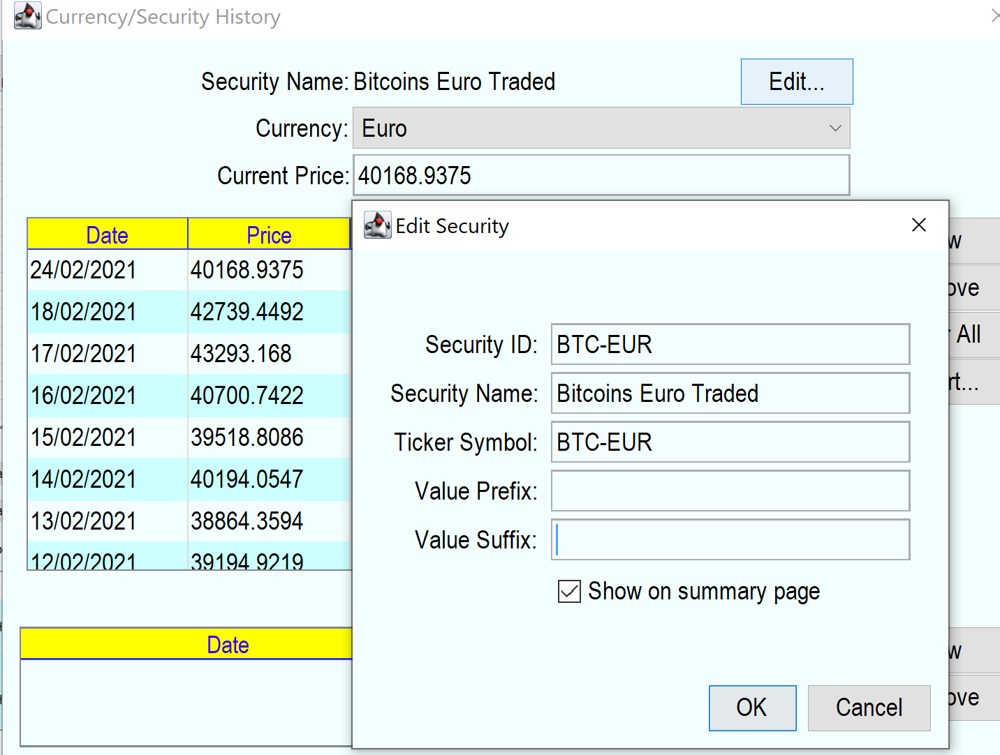 Currency/Security History
Security Name: Bitcoins Euro Traded
Edit...
Currency: Euro
Current Price: 40168.9375
Date Price
24/02/2021 40168.9375
18/02/2021 42739.4492
17/02/2021 43293.168
16/02/2021 40700.7422
15/02/2021 39518.8086
14/02/2021 40194.0547
13/02/2021 38864.3594
12/02/2021 39194.9219
Date
Edit Security
Security ID: BTC-EUR
Security Name: Bitcoins Euro Traded
Ticker Symbol: BTC-EUR
Value Prefix:
Value Suffix:
Show on summary page
OK Cancel
All